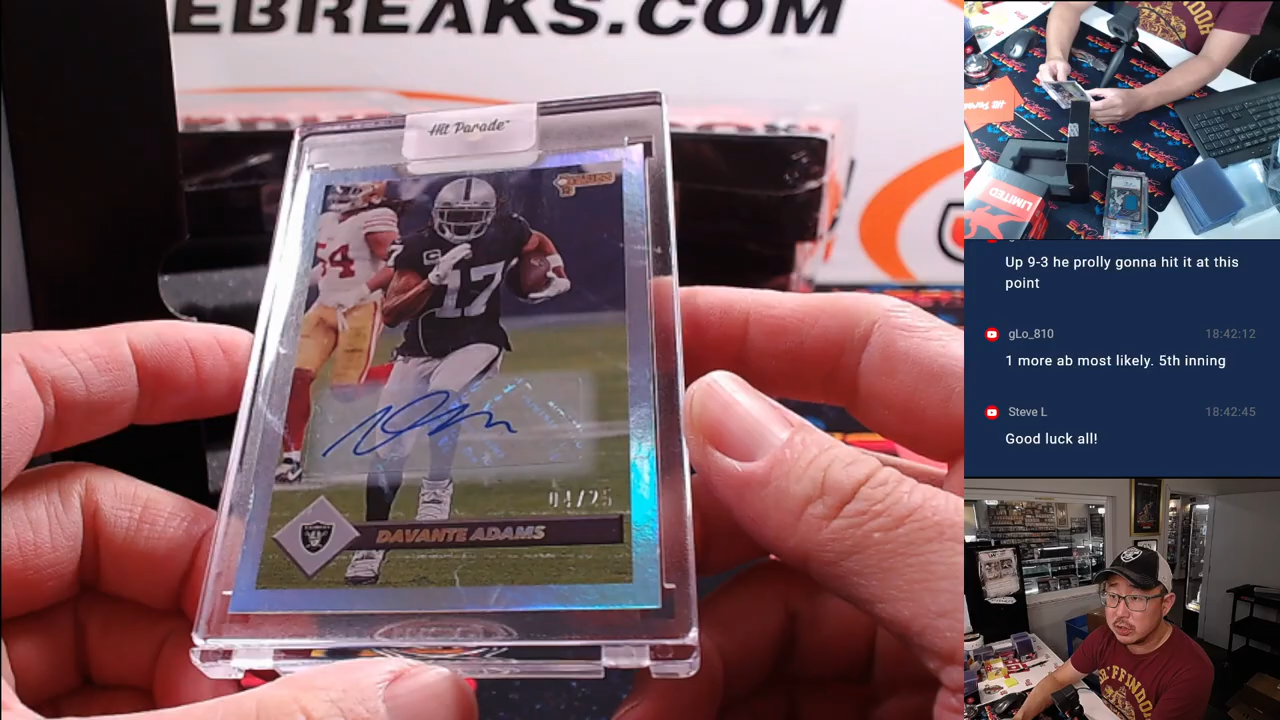 EBREAKS.COM
Hit Parade
54
17
C
04/25
DAVANTE ADAMS
LIMITED
Up 9-3 he prolly gonna hit it at this
point
gLo_810 18:42:12
1 more ab most likely. 5th inning
Steve L 18:42:45
Good luck all!